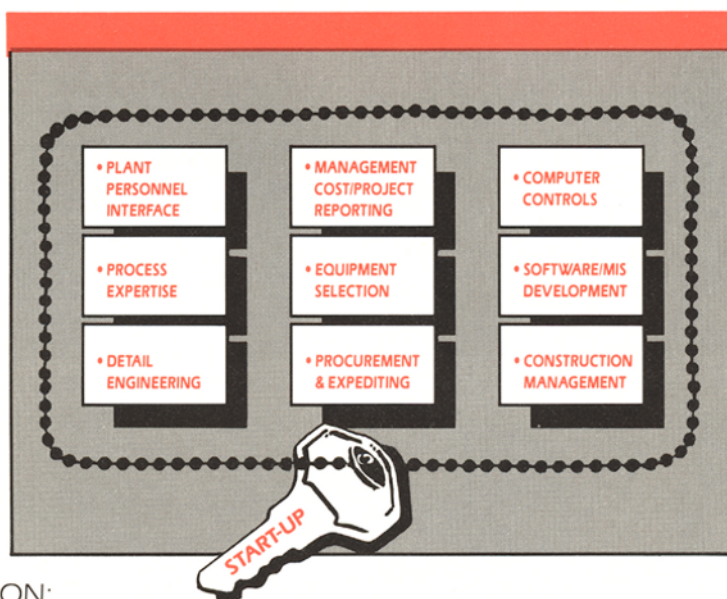 • PLANT
PERSONNEL
INTERFACE
• MANAGEMENT
COST/PROJECT
REPORTING
• COMPUTER
CONTROLS
• PROCESS
EXPERTISE
• EQUIPMENT
SELECTION
• SOFTWARE/MIS
DEVELOPMENT
• DETAIL
ENGINEERING
• PROCUREMENT
& EXPEDITING
• CONSTRUCTION
MANAGEMENT
START-UP
ON: